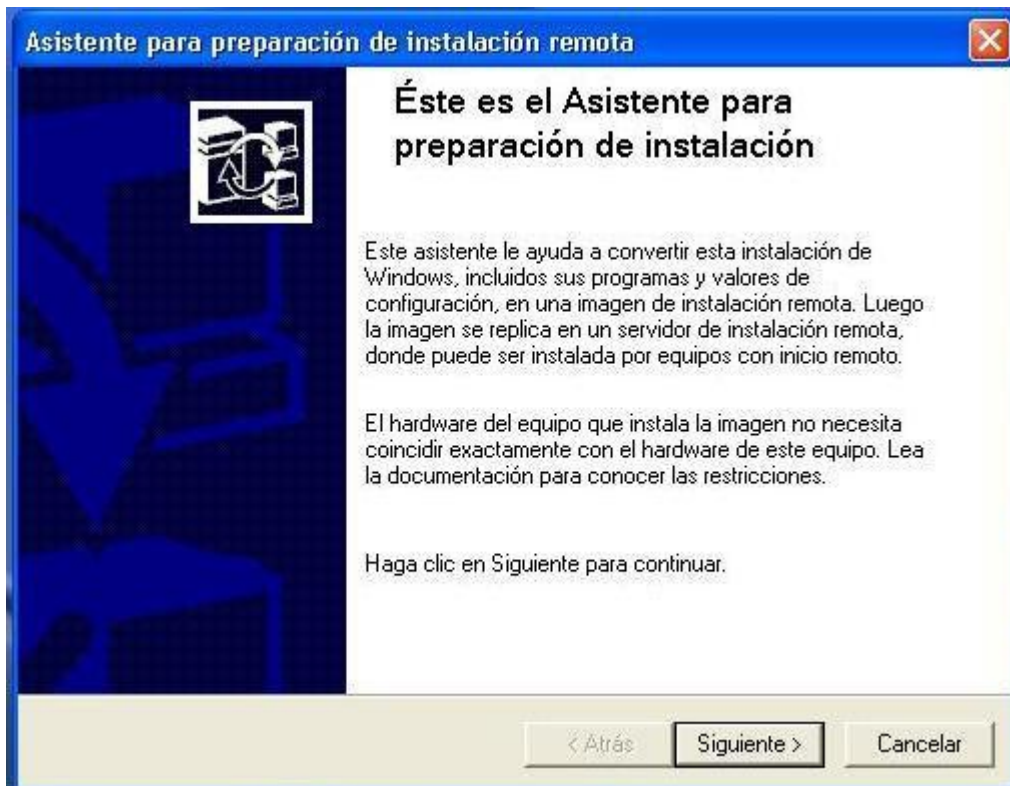 Asistente para preparación de instalación remota
Éste es el Asistente para
preparación de instalación
Este asistente le ayuda a convertir esta instalación de
Windows, incluidos sus programas y valores de
configuración, en una imagen de instalación remota. Luego
la imagen se replica en un servidor de instalación remota,
donde puede ser instalada por equipos con inicio remoto.
El hardware del equipo que instala la imagen no necesita
coincidir exactamente con el hardware de este equipo. Lea
la documentación para conocer las restricciones.
Haga clic en Siguiente para continuar.
< Atrás
Siguiente >
Cancelar